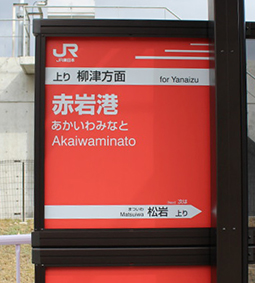 JR
JR東日本
上り 柳津方面 for Yanaizu
赤岩港
あかいわみなと
Akaiwaminato
まついわ
Matsuiwa 松岩 上り